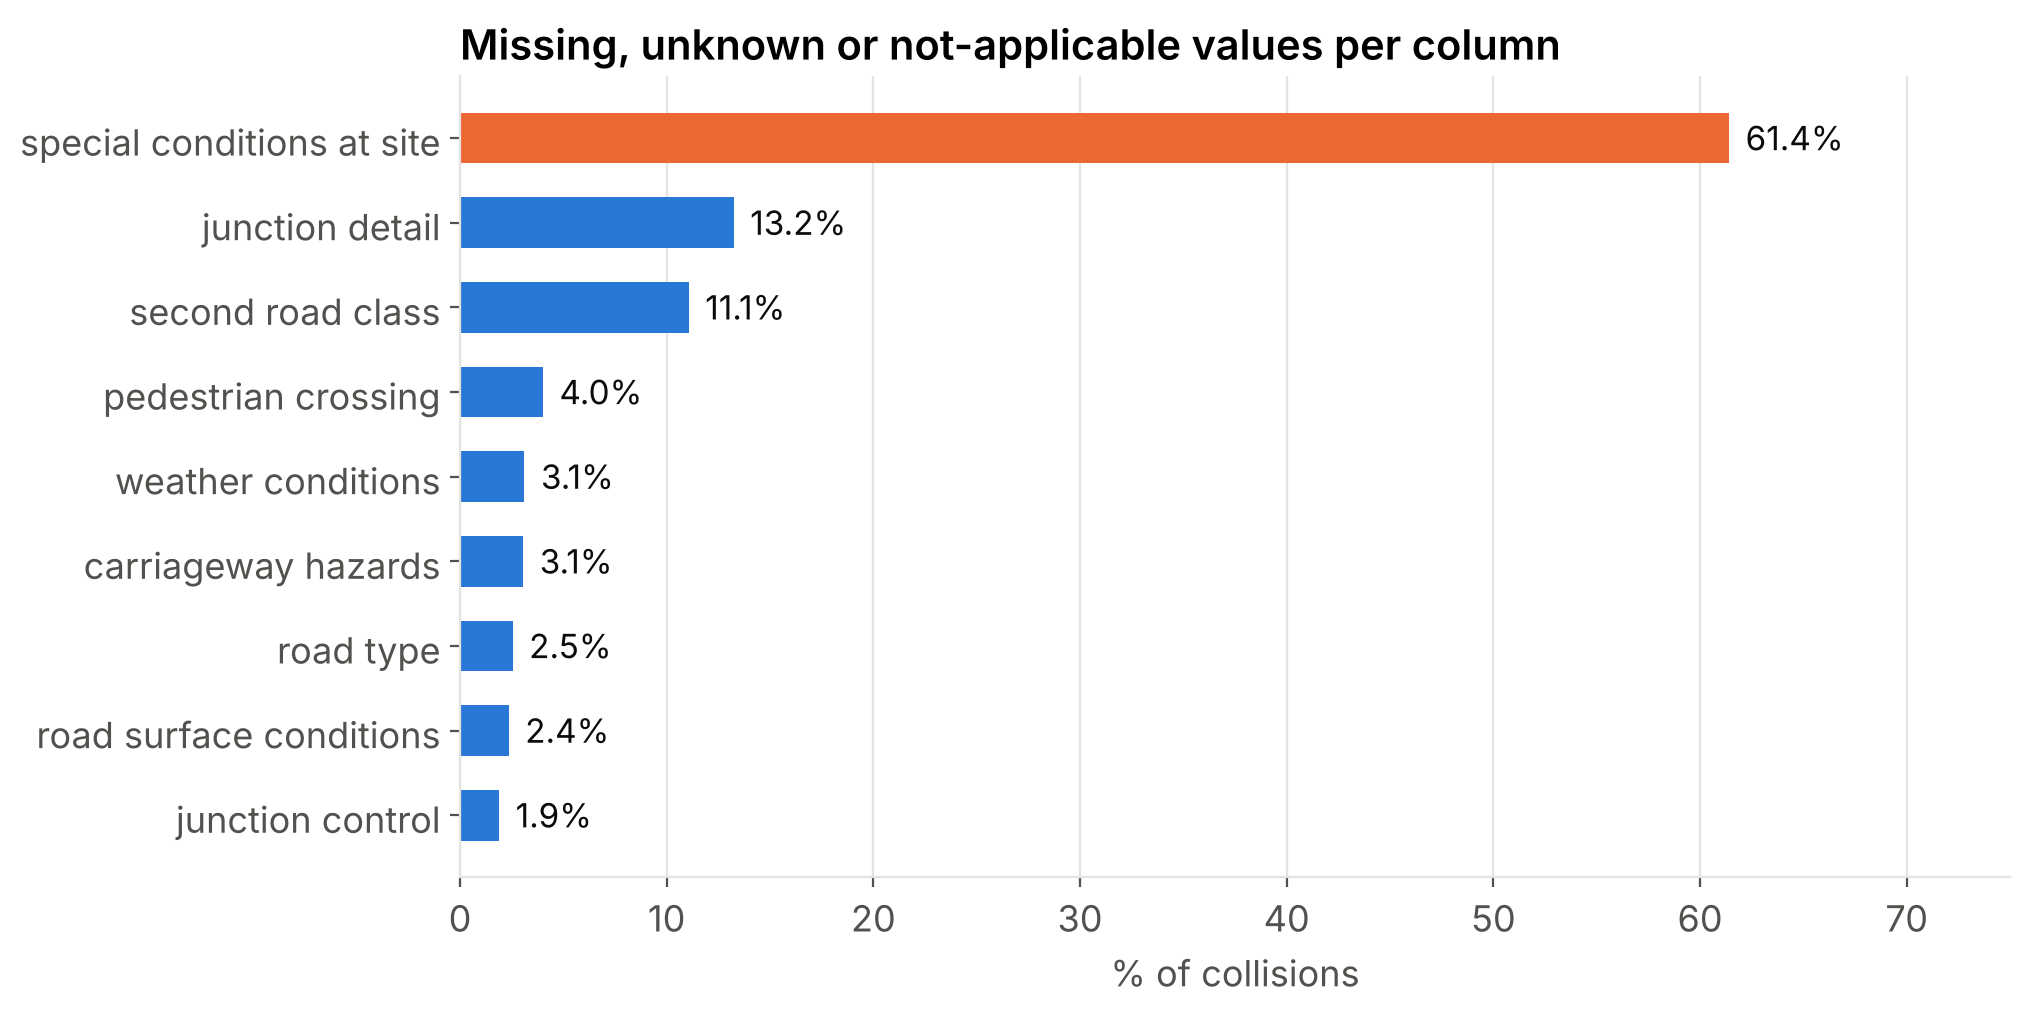 Missing, unknown or not-applicable values per column
special conditions at site 61.4%
junction detail 13.2%
second road class 11.1%
pedestrian crossing 4.0%
weather conditions 3.1%
carriageway hazards 3.1%
road type 2.5%
road surface conditions 2.4%
junction control 1.9%
0 10 20 30 40 50 60 70
% of collisions